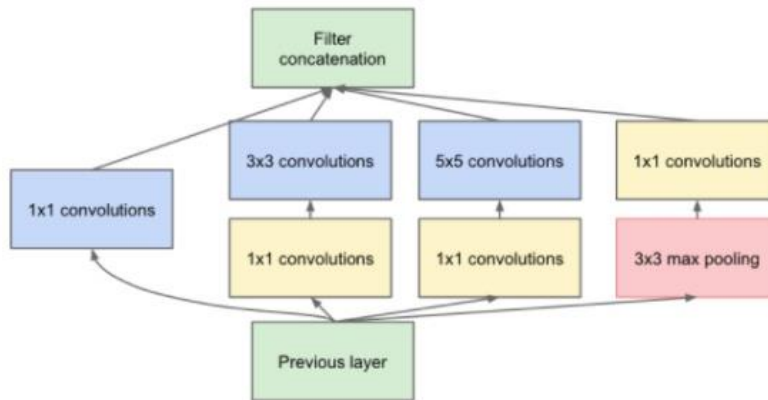 Filter
concatenation
3x3 convolutions
5x5 convolutions
1x1 convolutions
1x1 convolutions
1x1 convolutions
1x1 convolutions
3x3 max pooling
Previous layer